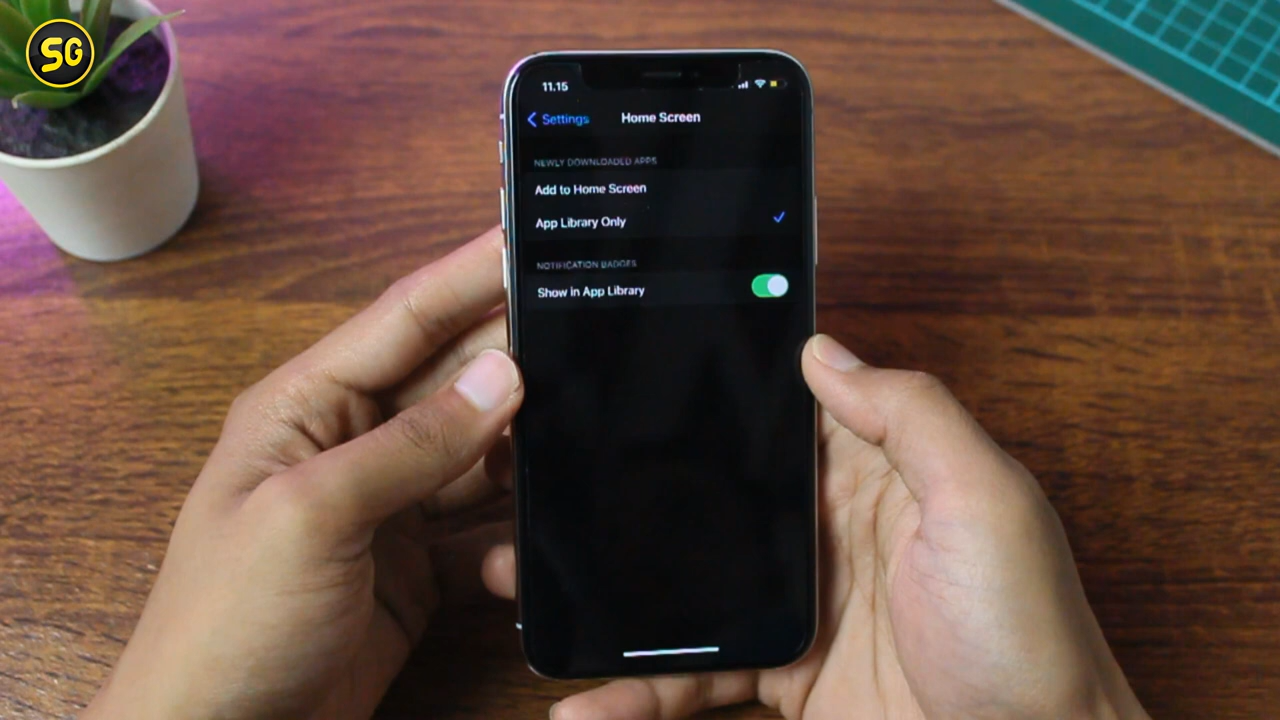 SG
11.15
Settings
Home Screen
NEWLY DOWNLOADED APPS
Add to Home Screen
App Library Only
NOTIFICATION BADGES
Show in App Library